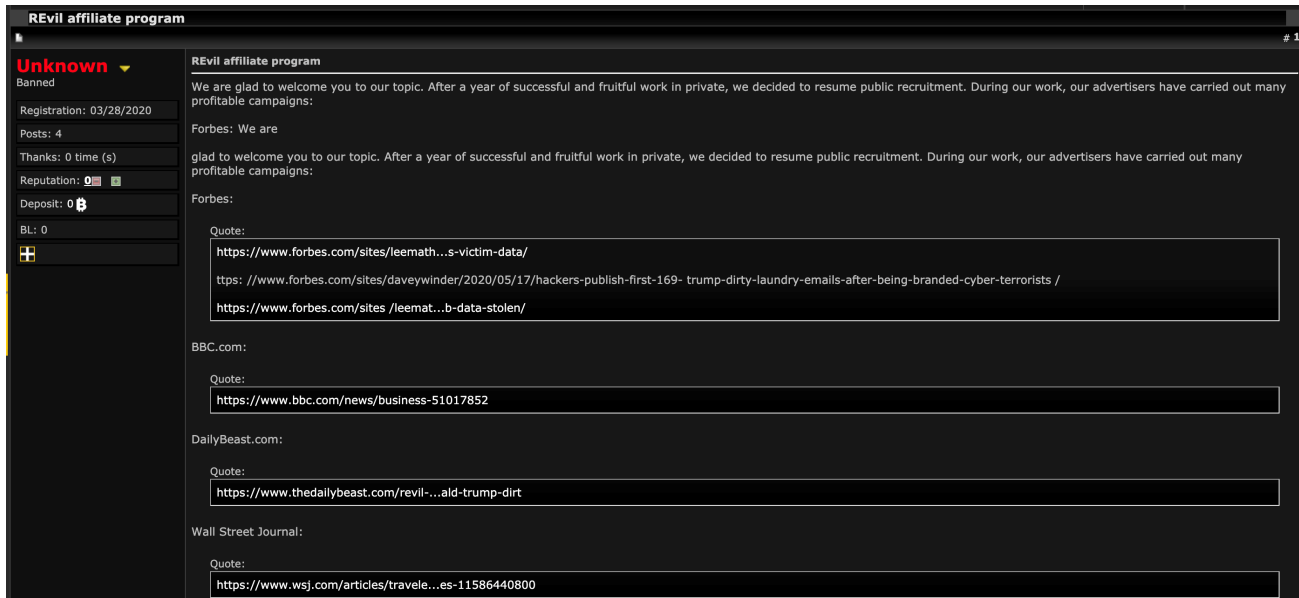 REvil affiliate program
# 1
Unknown
Banned
Registration: 03/28/2020
Posts: 4
Thanks: 0 time (s)
Reputation: 0
Deposit: 0
BL: 0
REvil affiliate program
We are glad to welcome you to our topic. After a year of successful and fruitful work in private, we decided to resume public recruitment. During our work, our advertisers have carried out many
profitable campaigns:
Forbes: We are
glad to welcome you to our topic. After a year of successful and fruitful work in private, we decided to resume public recruitment. During our work, our advertisers have carried out many
profitable campaigns:
Forbes:
Quote:
https://www.forbes.com/sites/leemath...s-victim-data/
ttps: //www.forbes.com/sites/daveywinder/2020/05/17/hackers-publish-first-169- trump-dirty-laundry-emails-after-being-branded-cyber-terrorists /
https://www.forbes.com/sites /leemat...b-data-stolen/
BBC.com:
Quote:
https://www.bbc.com/news/business-51017852
DailyBeast.com:
Quote:
https://www.thedailybeast.com/revil-...ald-trump-dirt
Wall Street Journal:
Quote:
https://www.wsj.com/articles/travele...es-11586440800